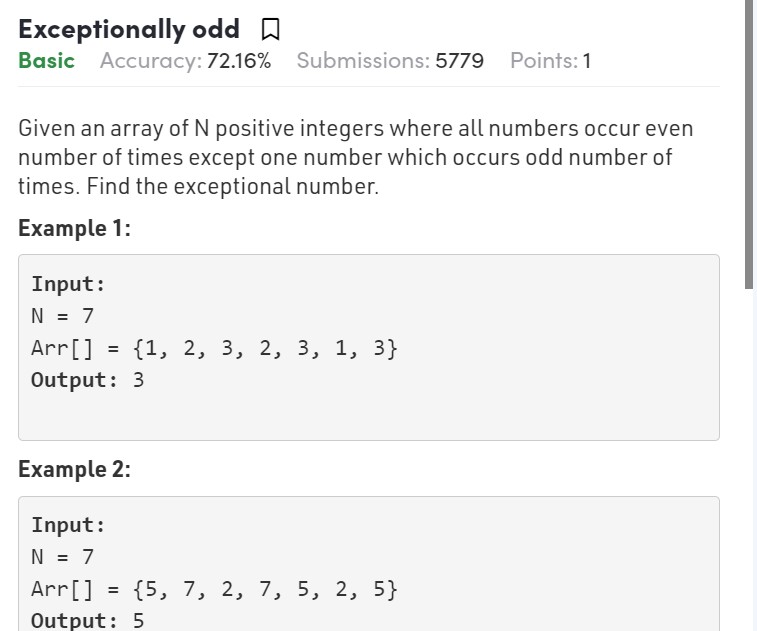 Exceptionally odd
Basic Accuracy: 72.16% Submissions: 5779 Points: 1
Given an array of N positive integers where all numbers occur even
number of times except one number which occurs odd number of
times. Find the exceptional number.
Example 1:
Input:
N = 7
Arr[] = {1, 2, 3, 2, 3, 1, 3}
Output: 3
Example 2:
Input:
N = 7
Arr[] = {5, 7, 2, 7, 5, 2, 5}
Output: 5